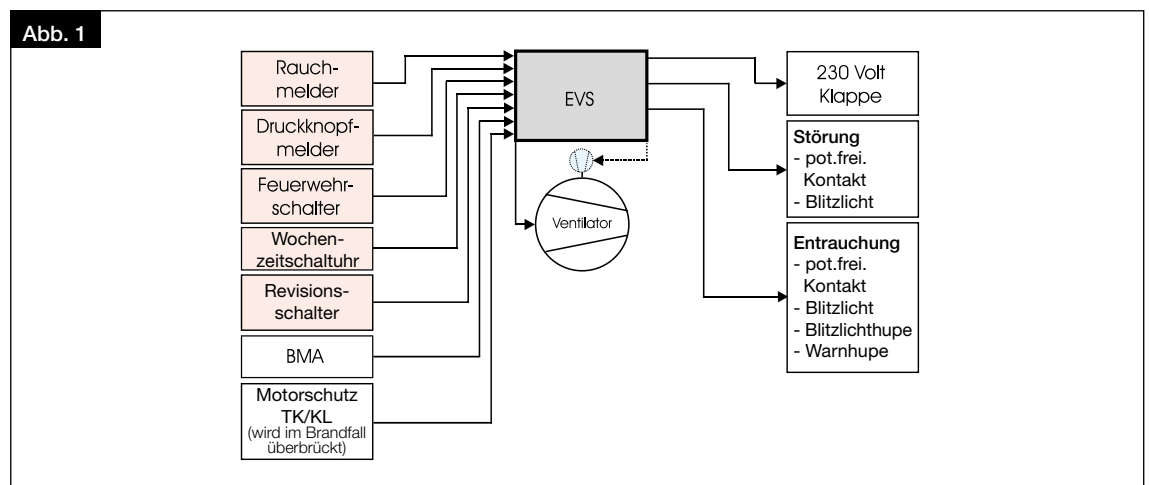 Abb. 1
Rauch-
melder
Druckknopf-
melder
Feuerwehr-
schalter
Wochen-
zeitschaltuhr
Revisions-
schalter
BMA
Motorschutz
TK/KL
(wird im Brandfall
überbrückt)
EVS
Ventilator
230 Volt
Klappe
Störung
- pot.frei.
Kontakt
- Blitzlicht
Entrauchung
- pot.frei.
Kontakt
- Blitzlicht
- Blitzlichthupe
- Warnhupe